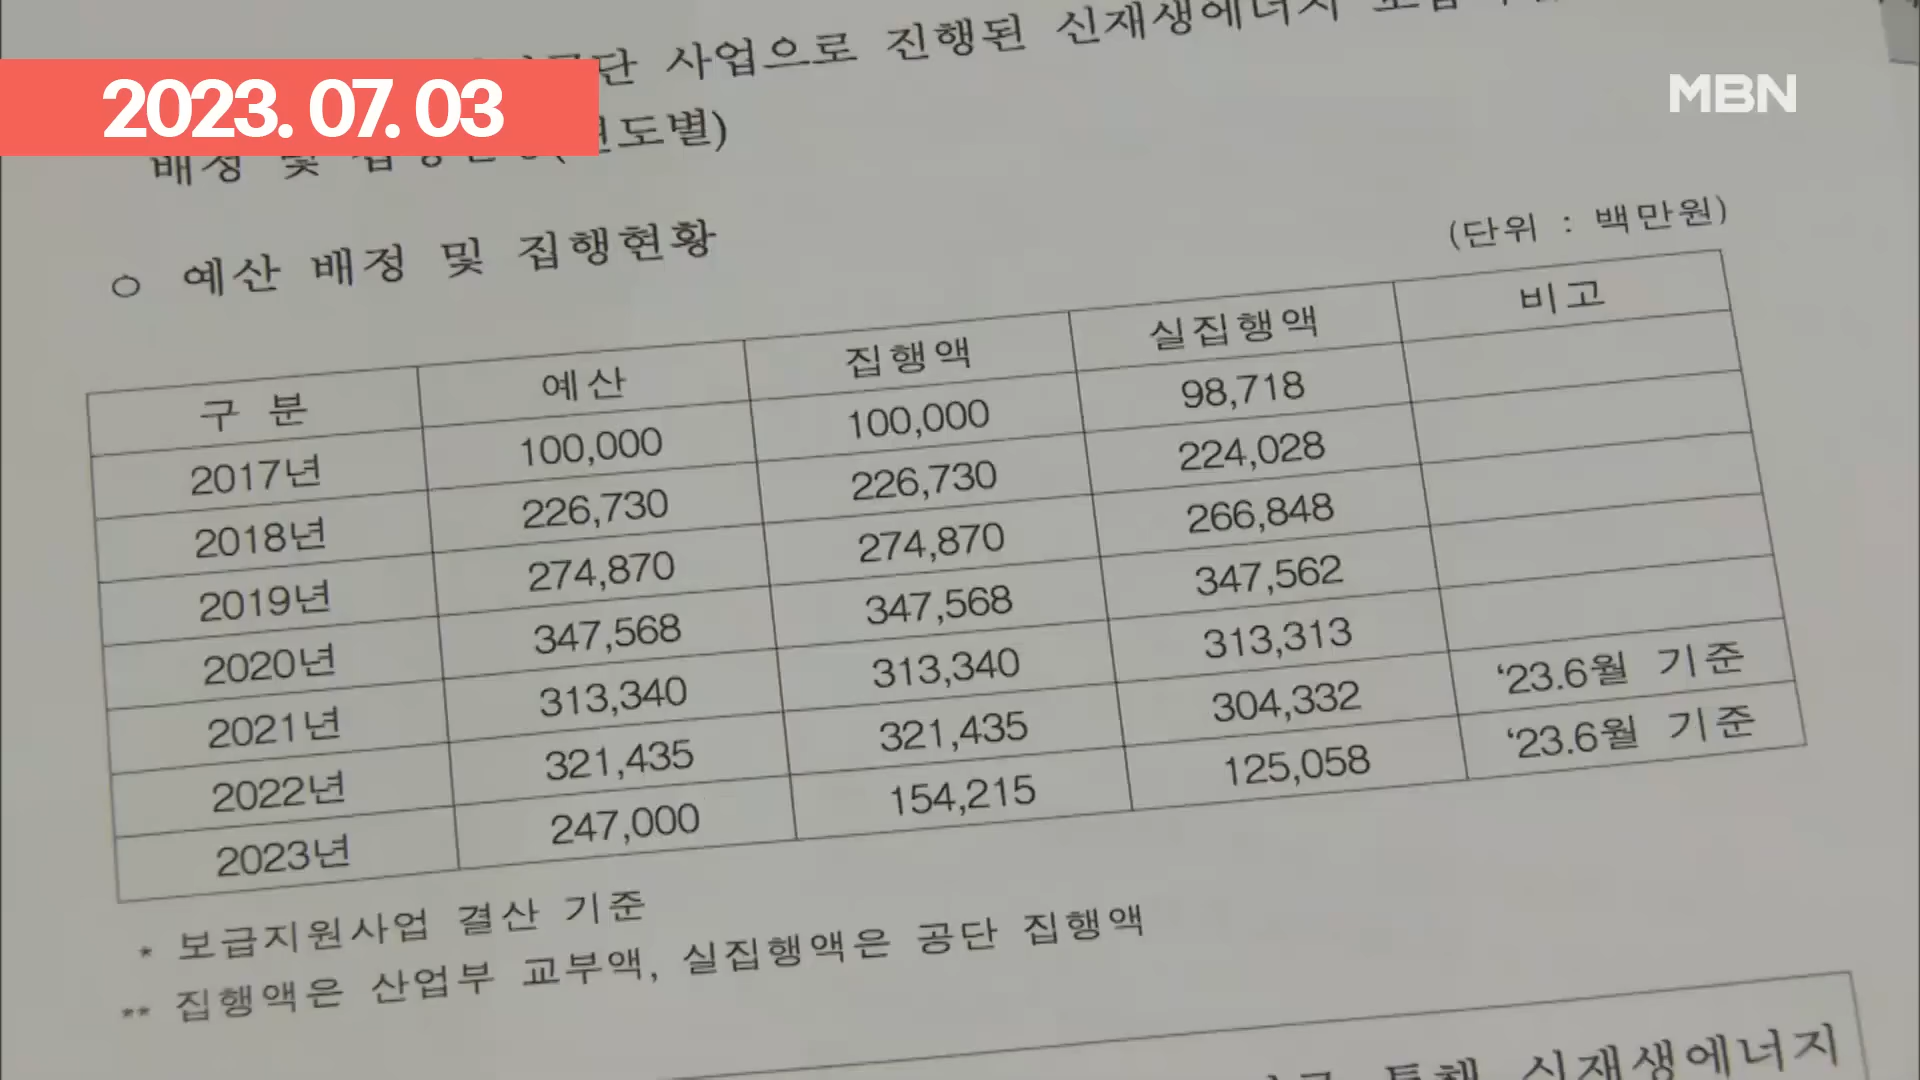 단 사업으로 진행된 신재생에너지
2023. 07. 03
MBN
배정 및 연도별)
○ 예산 배정 및 집행현황
(단위 : 백만원)
구 분 예산 집행액 실집행액 비고
2017년 100,000 100,000 98,718
2018년 226,730 226,730 224,028
2019년 274,870 274,870 266,848
2020년 347,568 347,568 347,562
2021년 313,340 313,340 313,313
2022년 321,435 321,435 304,332 ‘23.6월 기준
2023년 247,000 154,215 125,058 ‘23.6월 기준
* 보급지원사업 결산 기준
** 집행액은 산업부 교부액, 실집행액은 공단 집행액
통해 신재생에너지